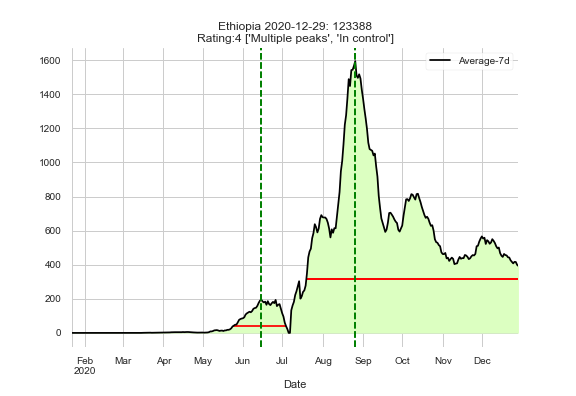 Ethiopia 2020-12-29: 123388
Rating:4 ['Multiple peaks', 'In control']
Average-7d
1600
1400
1200
1000
800
600
400
200
0
Feb Mar Apr May Jun Jul Aug Sep Oct Nov Dec
2020
Date